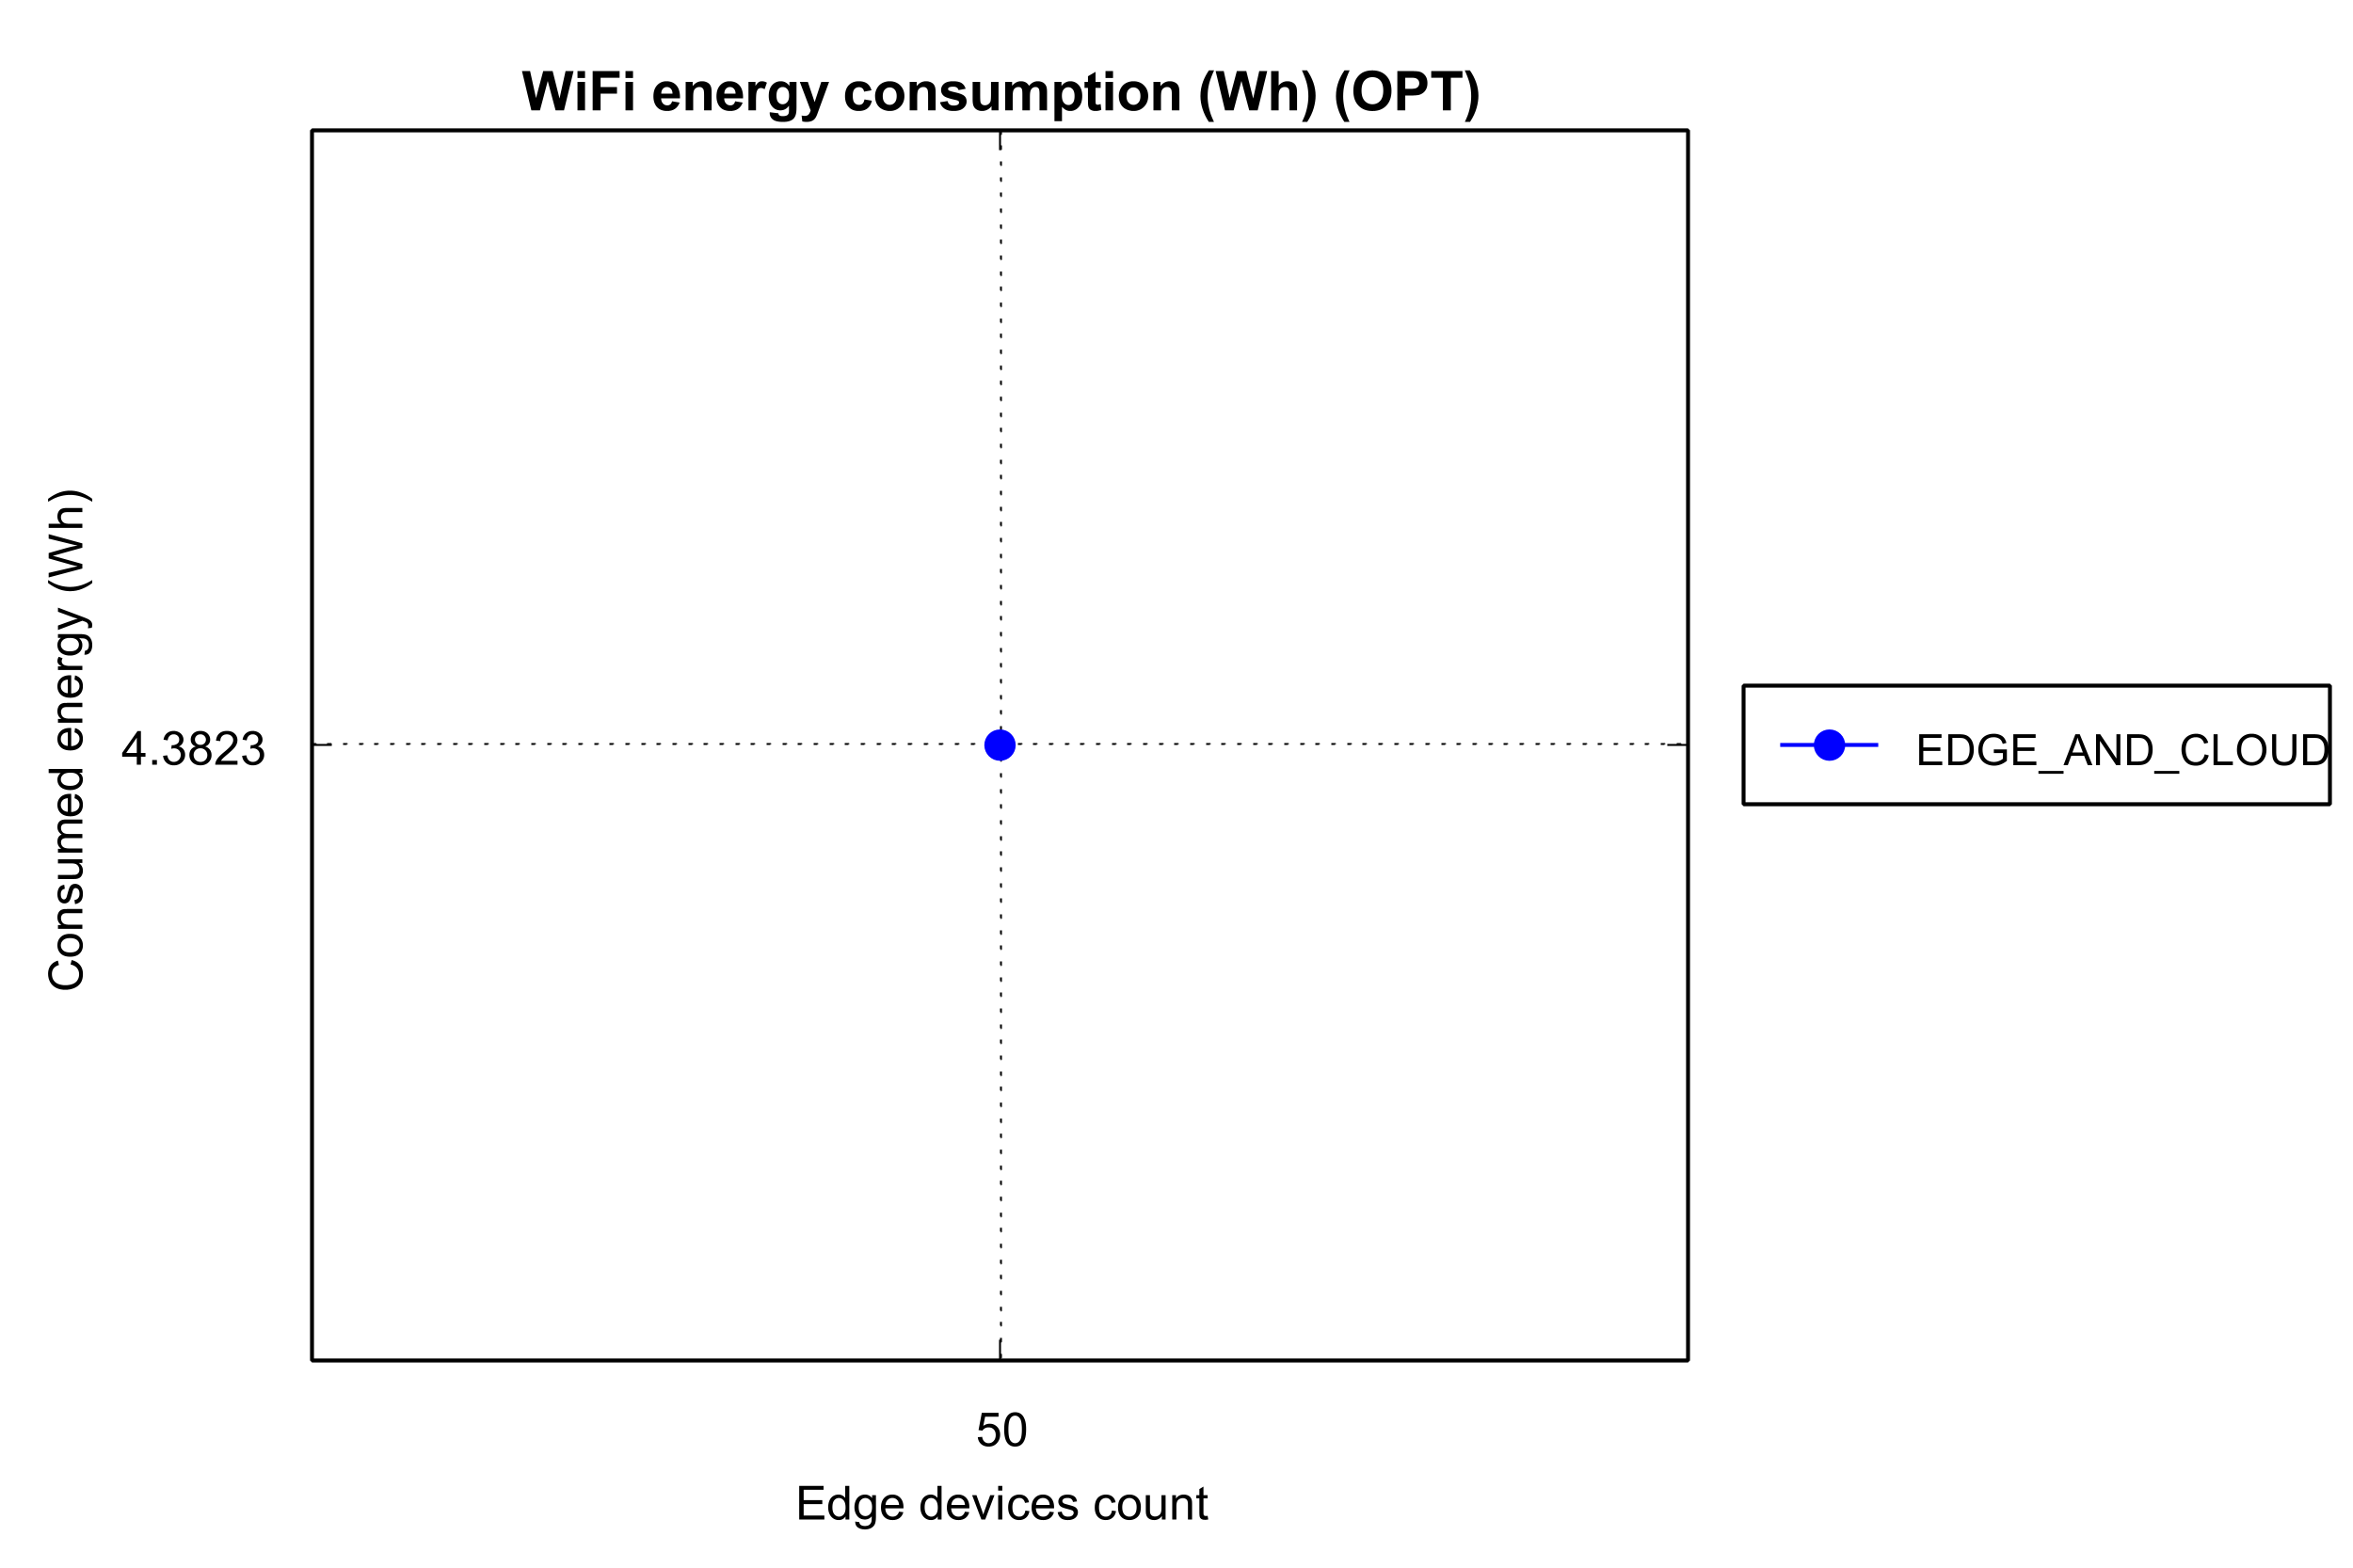 WiFi energy consumption (Wh) (OPT)
Consumed energy (Wh)
4.3823
EDGE_AND_CLOUD
50
Edge devices count